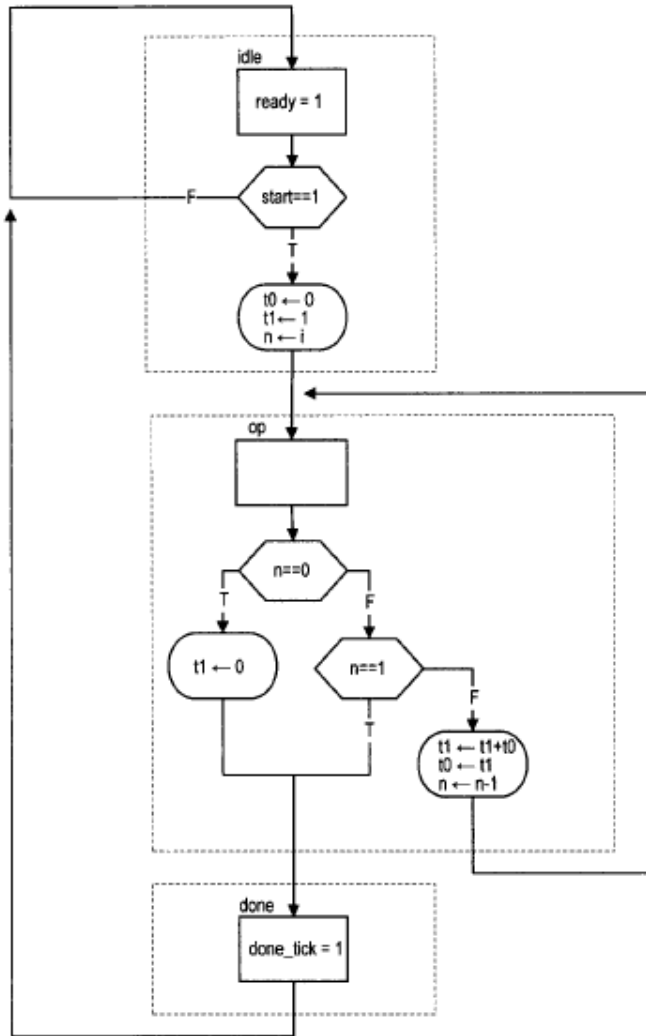 idle
ready = 1
start==1
F
T
t0 ← 0
t1 ← 1
n ← i
op
n==0
T
F
t1 ← 0
n==1
F
T
t1 ← t1+t0
t0 ← t1
n ← n-1
done
done_tick = 1